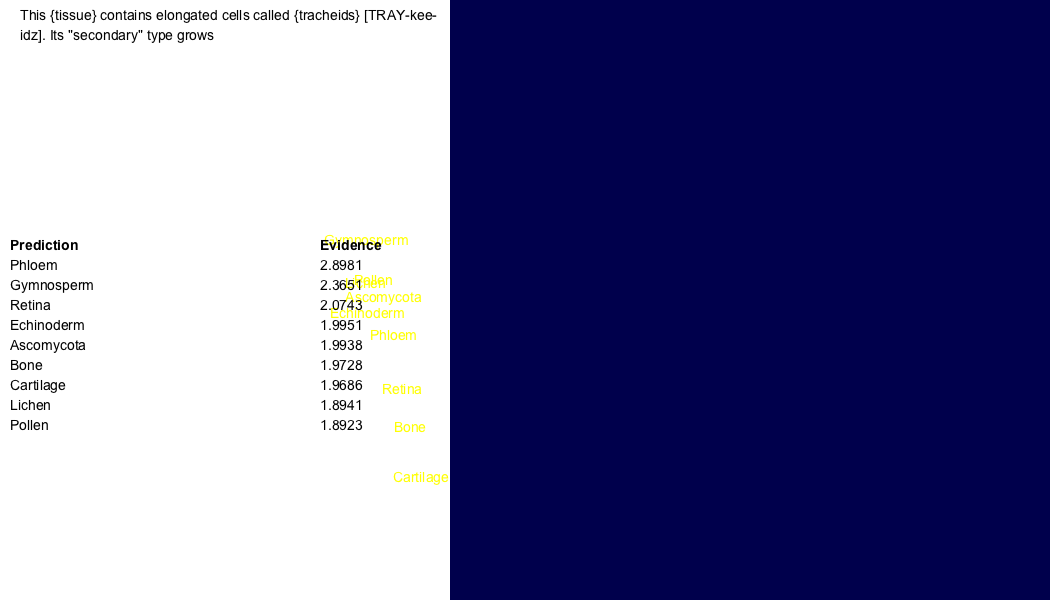 This {tissue} contains elongated cells called {tracheids} [TRAY-kee-
idz]. Its "secondary" type grows
Gymnosperm
Prediction Evidence
Phloem 2.8981
Gymnosperm 2.3651
Pollen
Ascomycota
Retina 2.0743
Echinoderm
Echinoderm 1.9951
Phloem
Ascomycota 1.9938
Bone 1.9728
Cartilage 1.9686
Retina
Lichen 1.8941
Pollen 1.8923
Bone
Cartilage